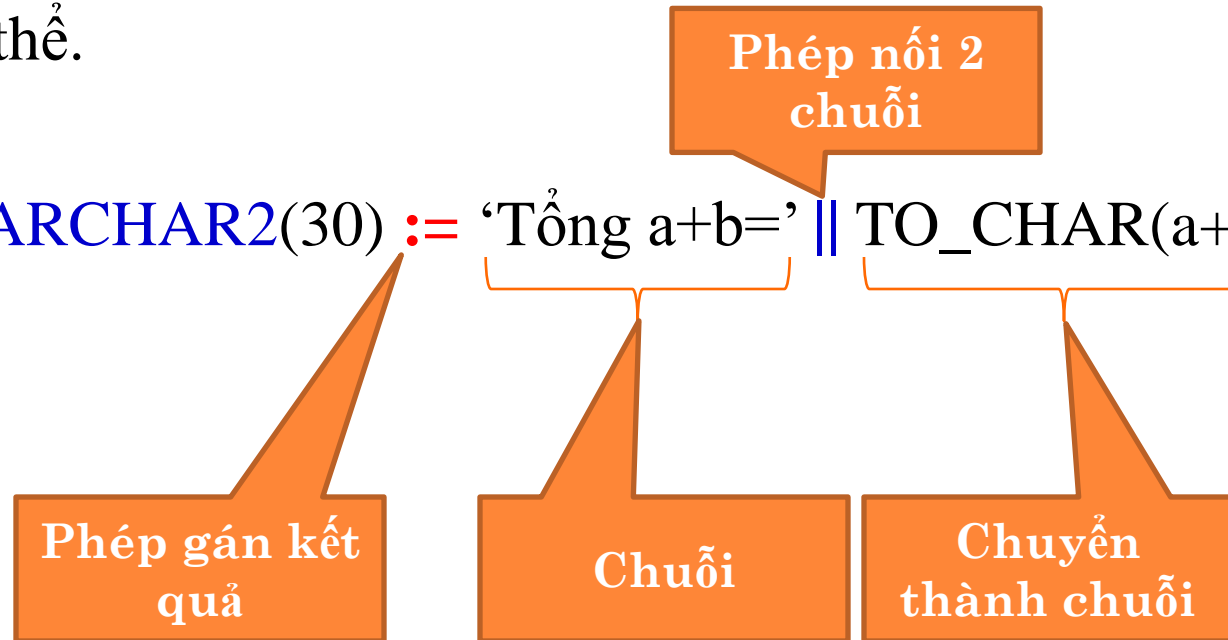 thể.
Phép nối 2
chuỗi
ARCHAR2(30) := ‘Tổng a+b=’ || TO_CHAR(a+
Phép gán kết
quả
Chuỗi
Chuyển
thành chuỗi